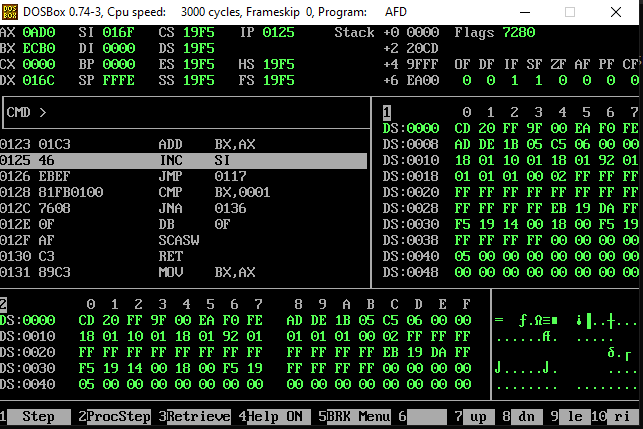 DOSBox 0.74-3, Cpu speed: 3000 cycles, Frameskip 0, Program: AFD
AX 0AD0 SI 016F CS 19F5 IP 0125 Stack +0 0000 Flags 7280
BX ECB0 DI 0000 DS 19F5 +2 20CD
CX 0000 BP 0000 ES 19F5 HS 19F5 +4 9FFF OF DF IF SF ZF AF PF CF
DX 016C SP FFFE SS 19F5 FS 19F5 +6 EA00 0 0 1 1 0 0 0 0
CMD >
0123 01C3 ADD BX,AX
0125 46 INC SI
0126 EBEF JMP 0117
0128 81FB0100 CMP BX,0001
012C 7608 JNA 0136
012E 0F DB 0F
012F AF SCASW
0130 C3 RET
0131 89C3 MOV BX,AX
1 0 1 2 3 4 5 6 7
DS:0000 CD 20 FF 9F 00 EA F0 FE
DS:0008 AD DE 1B 05 C5 06 00 00
DS:0010 18 01 10 01 18 01 92 01
DS:0018 01 01 01 00 02 FF FF FF
DS:0020 FF FF FF FF FF FF FF FF
DS:0028 FF FF FF FF EB 19 DA FF
DS:0030 F5 19 14 00 18 00 F5 19
DS:0038 FF FF FF FF 00 00 00 00
DS:0040 05 00 00 00 00 00 00 00
DS:0048 00 00 00 00 00 00 00 00
2 0 1 2 3 4 5 6 7 8 9 A B C D E F
DS:0000 CD 20 FF 9F 00 EA F0 FE AD DE 1B 05 C5 06 00 00 = ƒ.Ω≡■ ¡▐..┼.
DS:0010 18 01 10 01 18 01 92 01 01 01 01 00 02 FF FF FF ......Æ. .....
DS:0020 FF FF FF FF FF FF FF FF FF FF FF FF EB 19 DA FF δ.┌
DS:0030 F5 19 14 00 18 00 F5 19 FF FF FF FF 00 00 00 00 ⌡.....⌡. ....
DS:0040 05 00 00 00 00 00 00 00 00 00 00 00 00 00 00 00 ........ ........
1 Step 2 ProcStep 3 Retrieve 4 Help ON 5 BRK Menu 6 7 up 8 dn 9 le 10 ri